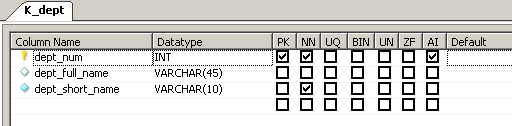 K_dept
Column Name Datatype PK NN UQ BIN UN ZF AI Default
dept_num INT
dept_full_name VARCHAR(45)
dept_short_name VARCHAR(10)